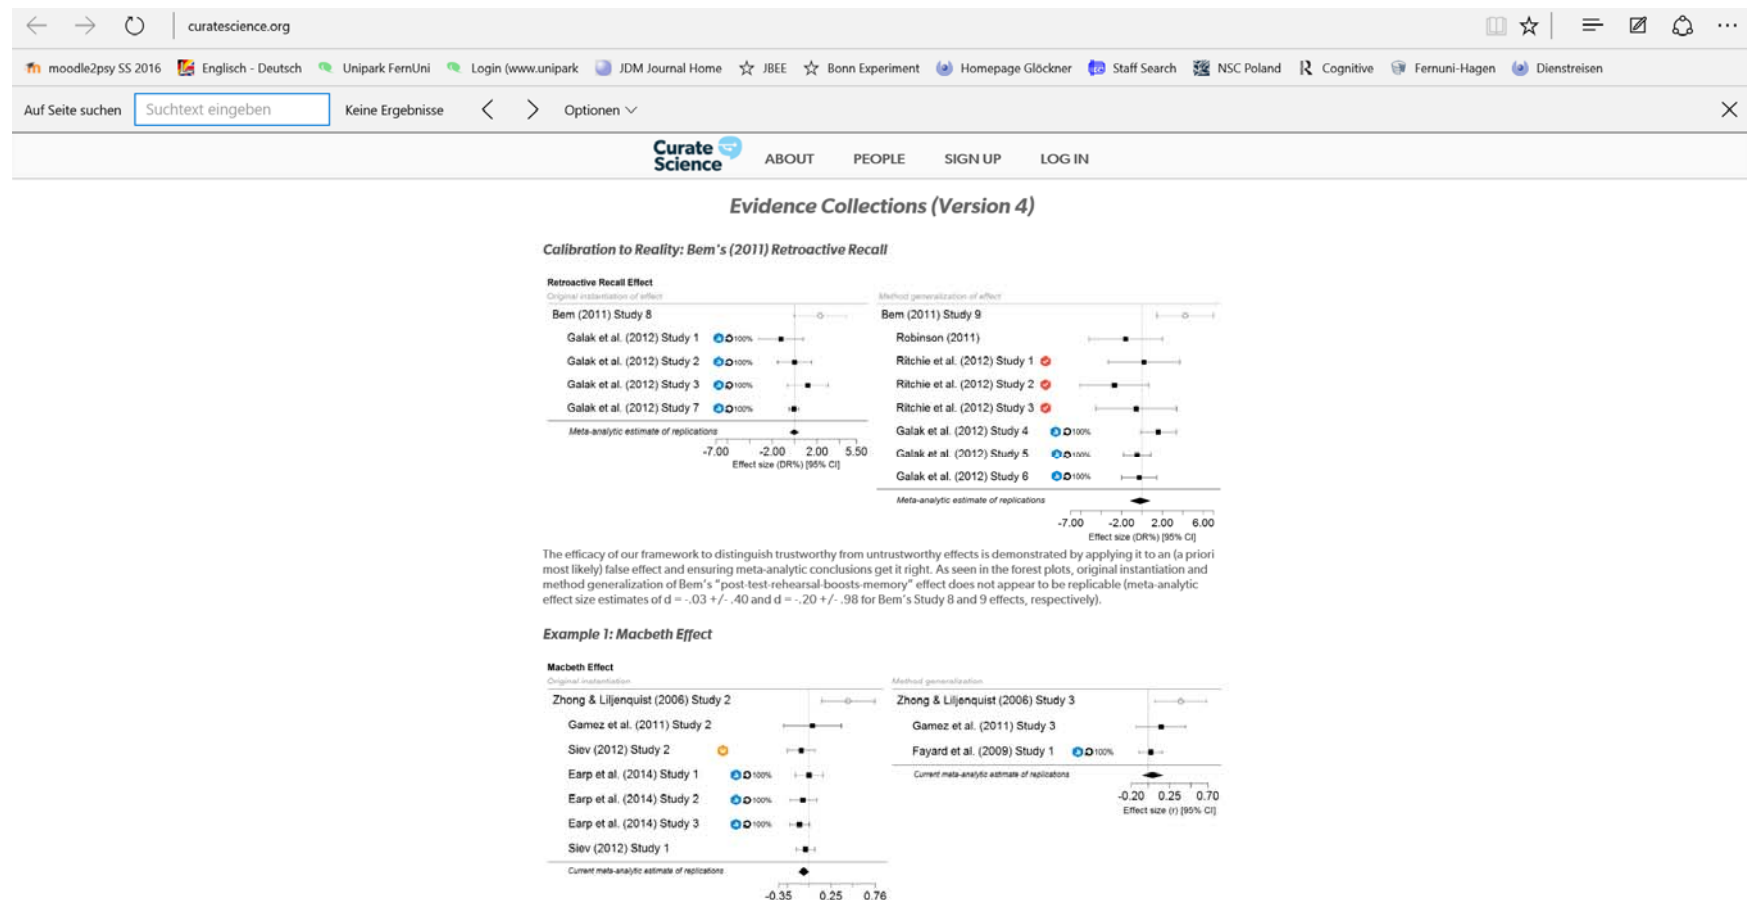 curatescience.org
moodle2psy SS 2016 Englisch - Deutsch Unipark FernUni Login (www.unipark JDM Journal Home JBEE Bonn Experiment Homepage Glöckner Staff Search NSC Poland Cognitive Fernuni-Hagen Dienstreisen
Auf Seite suchen Suchtext eingeben Keine Ergebnisse Optionen
Curate Science ABOUT PEOPLE SIGN UP LOG IN
Evidence Collections (Version 4)
Calibration to Reality: Bem's (2011) Retroactive Recall
Retroactive Recall Effect
Original instantiation of effect
Bem (2011) Study 8
Galak et al. (2012) Study 1 100%
Galak et al. (2012) Study 2 100%
Galak et al. (2012) Study 3 100%
Galak et al. (2012) Study 7 100%
Meta-analytic estimate of replications
-7.00 -2.00 2.00 5.50
Effect size (DR%) [95% CI]
Method generalization of effect
Bem (2011) Study 9
Robinson (2011)
Ritchie et al. (2012) Study 1
Ritchie et al. (2012) Study 2
Ritchie et al. (2012) Study 3
Galak et al. (2012) Study 4 100%
Galak et al. (2012) Study 5 100%
Galak et al. (2012) Study 6 100%
Meta-analytic estimate of replications
-7.00 -2.00 2.00 6.00
Effect size (DR%) [95% CI]
The efficacy of our framework to distinguish trustworthy from untrustworthy effects is demonstrated by applying it to an (a priori
most likely) false effect and ensuring meta-analytic conclusions get it right. As seen in the forest plots, original instantiation and
method generalization of Bem's "post-test-rehearsal-boosts-memory" effect does not appear to be replicable (meta-analytic
effect size estimates of d = -.03 +/- .40 and d = -.20 +/- .98 for Bem's Study 8 and 9 effects, respectively).
Example 1: Macbeth Effect
Macbeth Effect
Original instantiation
Zhong & Liljenquist (2006) Study 2
Gamez et al. (2011) Study 2
Siev (2012) Study 2
Earp et al. (2014) Study 1 100%
Earp et al. (2014) Study 2 100%
Earp et al. (2014) Study 3 100%
Siev (2012) Study 1
Current meta-analytic estimate of replications
-0.35 0.25 0.76
Method generalization
Zhong & Liljenquist (2006) Study 3
Gamez et al. (2011) Study 3
Fayard et al. (2009) Study 1 100%
Current meta-analytic estimate of replications
-0.20 0.25 0.70
Effect size (r) [95% CI]